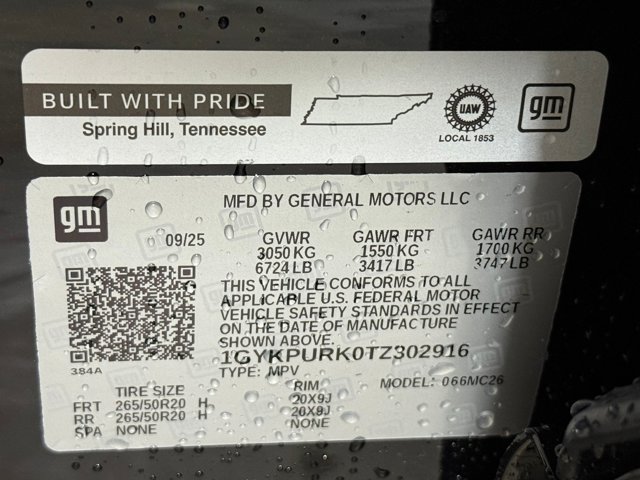 BUILT WITH PRIDE
Spring Hill, Tennessee
UAW
LOCAL 1853
gm
gm
MFD BY GENERAL MOTORS LLC
09/25
GVWR GAWR FRT GAWR RR
3050 KG 1550 KG 1700 KG
6724 LB 3417 LB 3747 LB
THIS VEHICLE CONFORMS TO ALL
APPLICABLE U.S. FEDERAL MOTOR
VEHICLE SAFETY STANDARDS IN EFFECT
ON THE DATE OF MANUFACTURE
SHOWN ABOVE.
1GYKPURK0TZ302916
384A
TYPE: MPV MODEL: 066MC26
TIRE SIZE RIM
FRT 265/50R20 H 20X9J
RR 265/50R20 H 20X9J
SPA NONE NONE